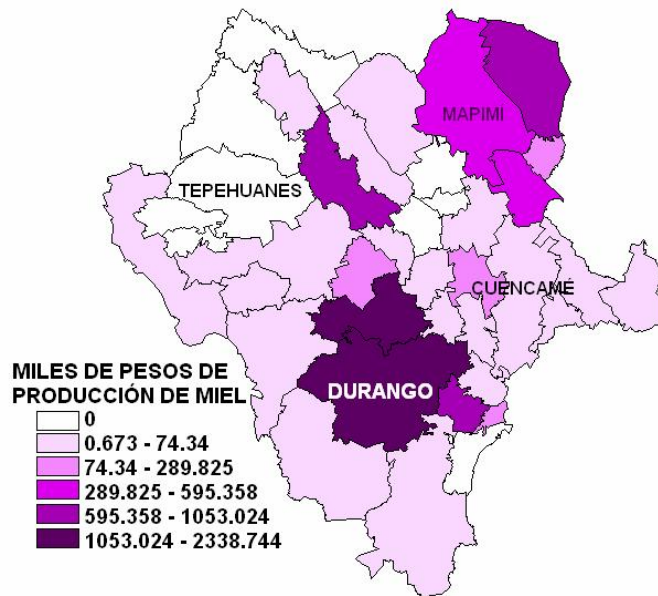 MAPIMI
TEPEHUANES
CUENCAMÉ
DURANGO
MILES DE PESOS DE
PRODUCCIÓN DE MIEL
0
0.673 - 74.34
74.34 - 289.825
289.825 - 595.358
595.358 - 1053.024
1053.024 - 2338.744